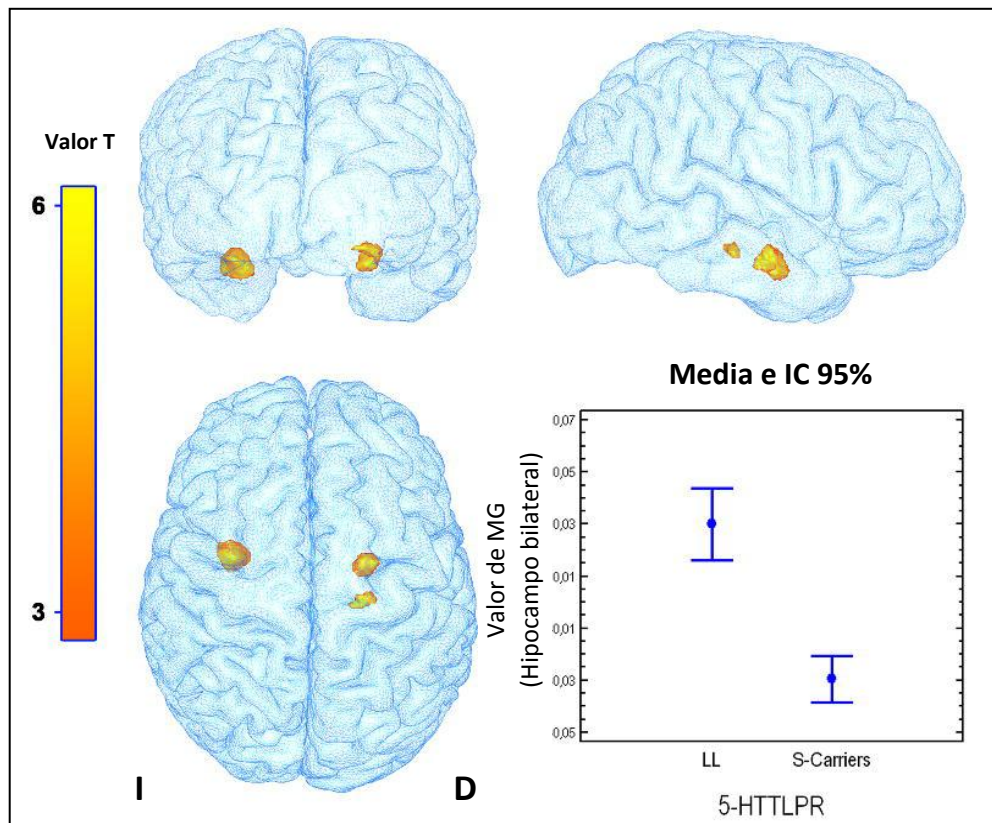 Valor T
6
3
I
D
Media e IC 95%
Valor de MG
(Hipocampo bilateral)
0,07
0,05
0,03
0,01
0,01
0,03
0,05
LL
S-Carriers
5-HTTLPR